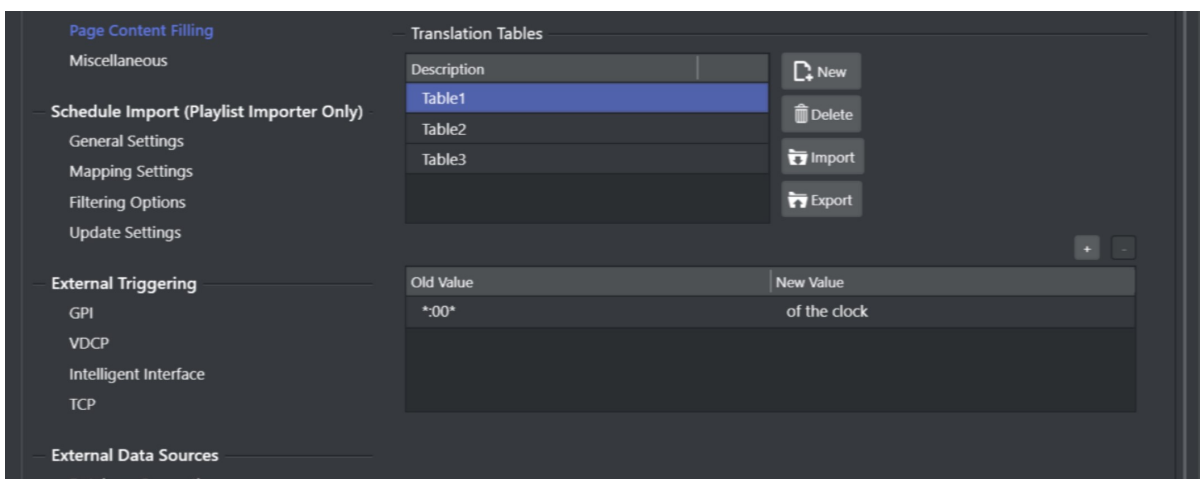 Page Content Filling
Miscellaneous
Schedule Import (Playlist Importer Only)
General Settings
Mapping Settings
Filtering Options
Update Settings
External Triggering
GPI
VDCP
Intelligent Interface
TCP
External Data Sources
Translation Tables
Description
Table1
Table2
Table3
New
Delete
Import
Export
+ -
Old Value New Value
*:00* of the clock